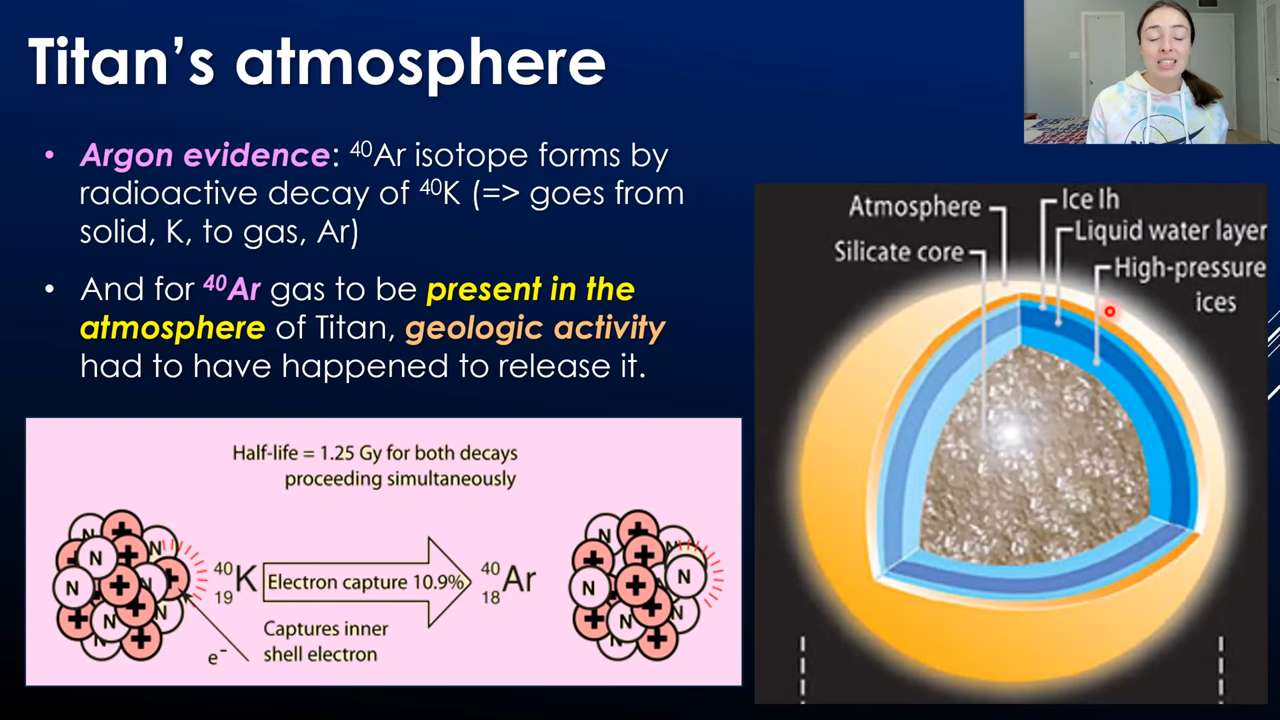 Titan's atmosphere
• Argon evidence: ⁴⁰Ar isotope forms by
radioactive decay of ⁴⁰K (=> goes from
solid, K, to gas, Ar)
• And for ⁴⁰Ar gas to be present in the
atmosphere of Titan, geologic activity
had to have happened to release it.
Half-life = 1.25 Gy for both decays
proceeding simultaneously
N
N
N
N
N
N
N
40
19
K
Electron capture 10.9%
40
18
Ar
Captures inner
shell electron
e⁻
N
N
N
N
N
N
N
Atmosphere
Silicate core
Ice Ih
Liquid water layer
High-pressure
ices